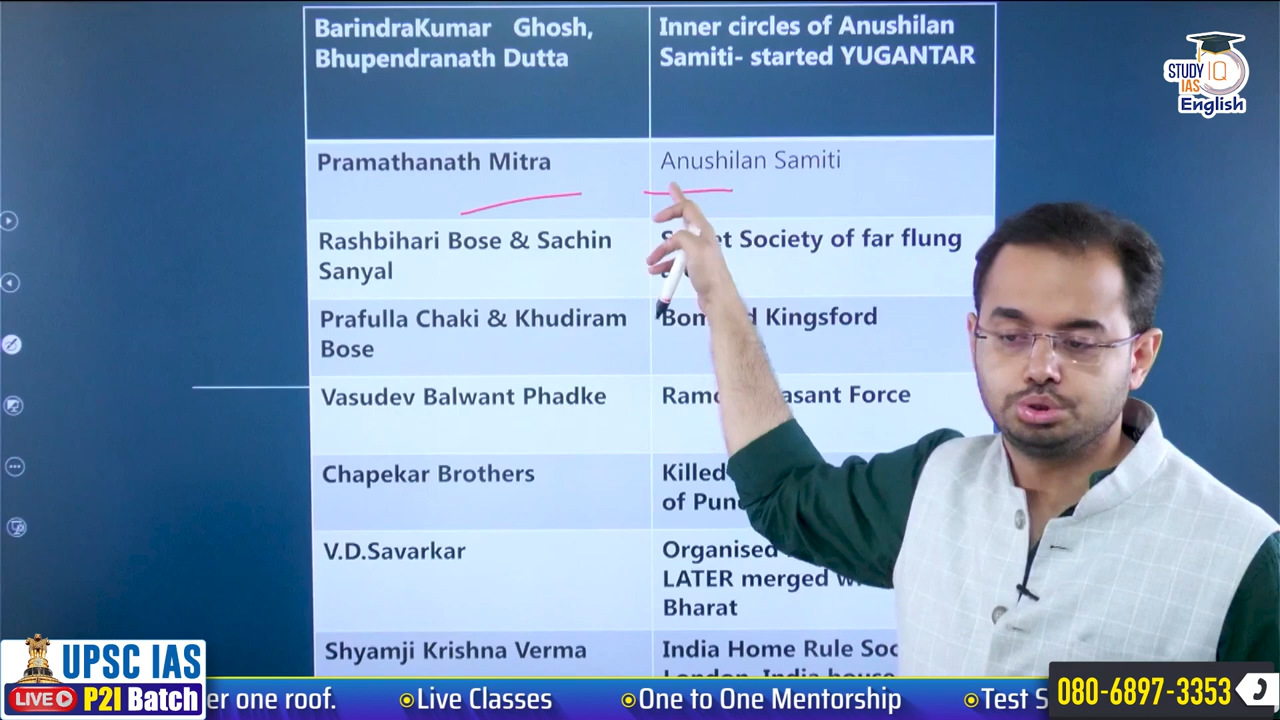 BarindraKumar Ghosh,
Bhupendranath Dutta
Inner circles of Anushilan
Samiti- started YUGANTAR
Pramathanath Mitra
Anushilan Samiti
Rashbihari Bose & Sachin
Sanyal
Society of far flung
Prafulla Chaki & Khudiram
Bose
Kingsford
Vasudev Balwant Phadke
Force
Chapekar Brothers
Killed
of
V.D.Savarkar
Organised
LATER merged
Bharat
Shyamji Krishna Verma
India Home Rule
London, India house
STUDY IQ
IAS
English
UPSC IAS
LIVE P2I Batch
er one roof.
Live Classes
One to One Mentorship
Test
080-6897-3353